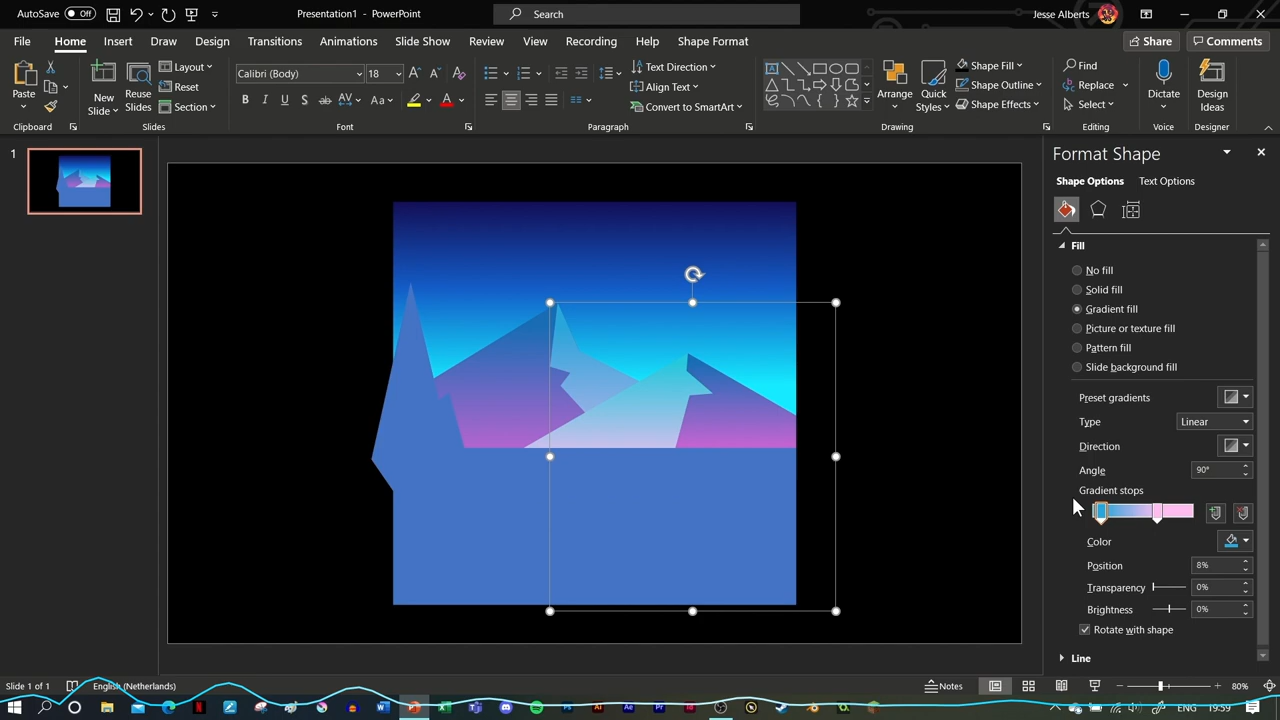 AutoSave Off
Presentation1 - PowerPoint
Search
Jesse Alberts
File Home Insert Draw Design Transitions Animations Slide Show Review View Recording Help Shape Format
Share Comments
Paste
New Slide
Reuse Slides
Layout
Reset
Section
Calibri (Body) 18
B I U S ab AV Aa A
Text Direction
Align Text
Convert to SmartArt
Arrange
Quick Styles
Shape Fill
Shape Outline
Shape Effects
Find
Replace
Select
Dictate
Design Ideas
Clipboard Slides Font Paragraph Drawing Editing Voice Designer
1
Format Shape
Shape Options Text Options
Fill
No fill
Solid fill
Gradient fill
Picture or texture fill
Pattern fill
Slide background fill
Preset gradients
Type Linear
Direction
Angle 90°
Gradient stops
Color
Position 8%
Transparency 0%
Brightness 0%
Rotate with shape
Line
Slide 1 of 1 English (Netherlands) Notes 80%
ENG 19:59